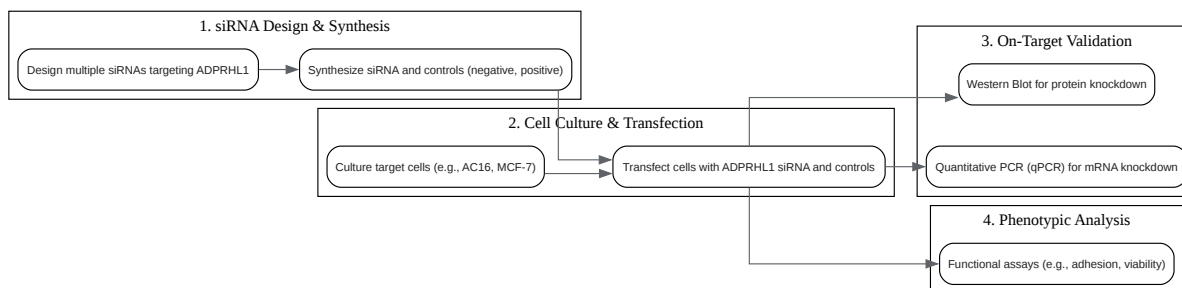 1. siRNA Design & Synthesis
Design multiple siRNAs targeting ADPRHL1
Synthesize siRNA and controls (negative, positive)
2. Cell Culture & Transfection
Culture target cells (e.g., AC16, MCF-7)
Transfect cells with ADPRHL1 siRNA and controls
3. On-Target Validation
Western Blot for protein knockdown
Quantitative PCR (qPCR) for mRNA knockdown
4. Phenotypic Analysis
Functional assays (e.g., adhesion, viability)